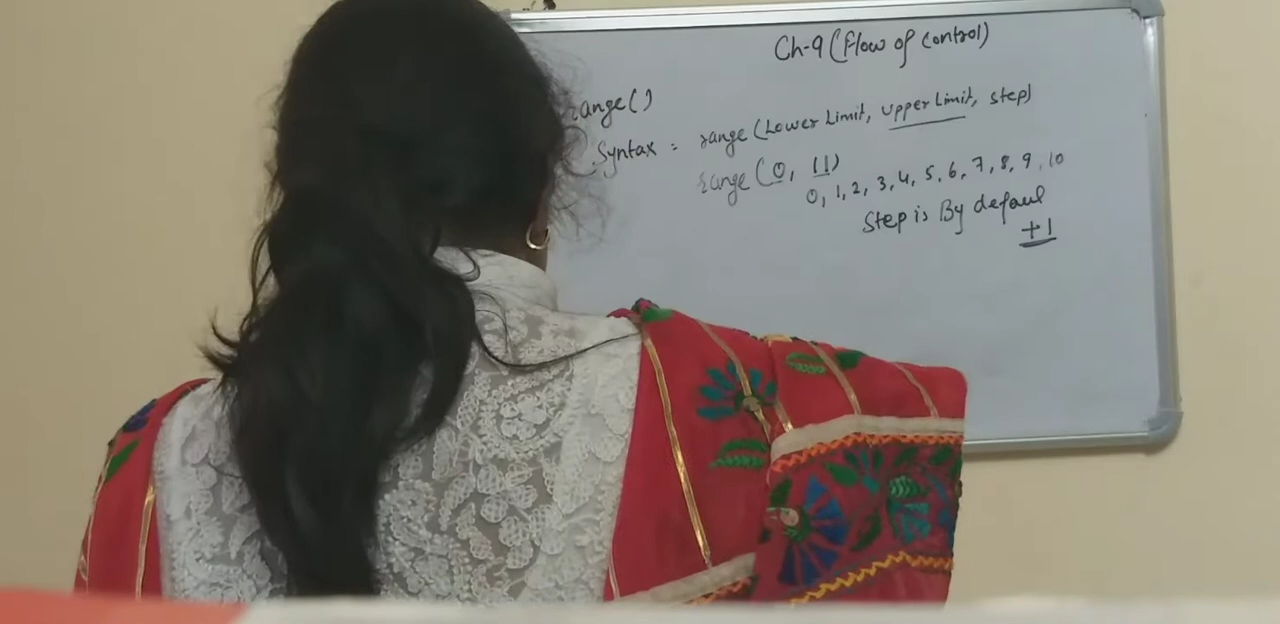 Ch-9 (Flow of control)
range()
Syntax = range (Lower Limit, upper Limit, step)
range (0, 11)
0, 1, 2, 3, 4, 5, 6, 7, 8, 9, 10
Step is By defaul
+1